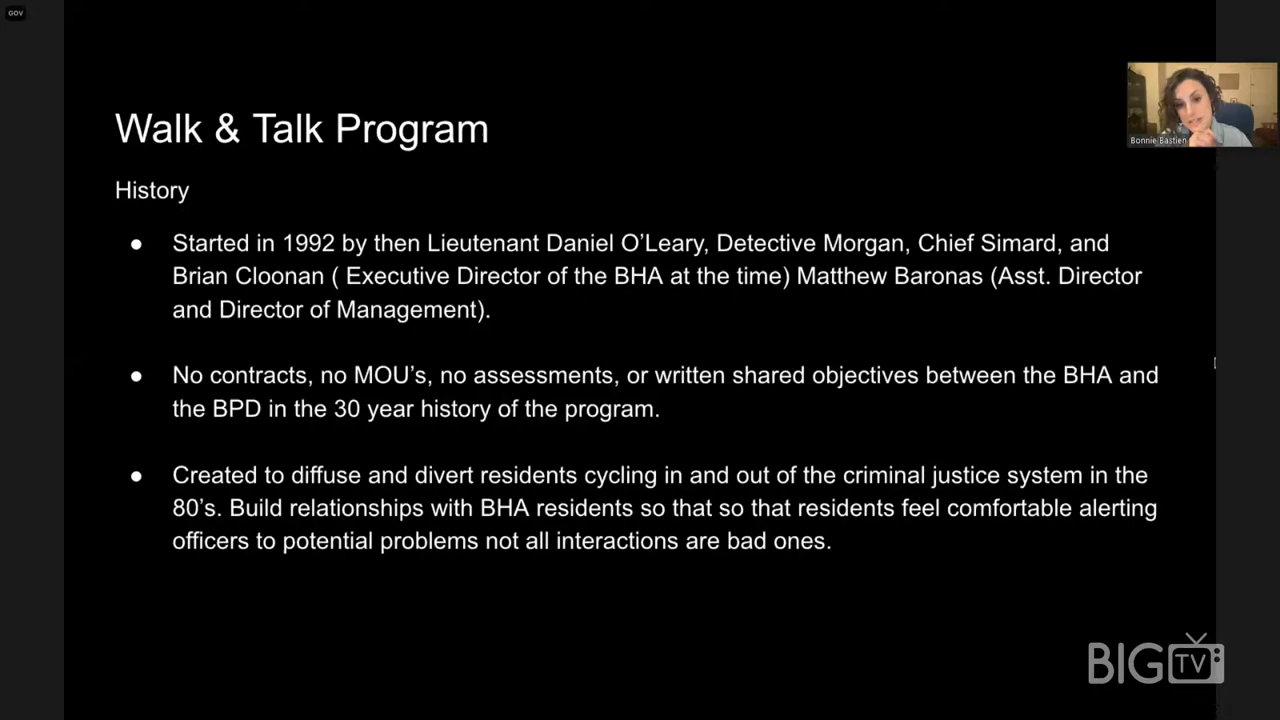 GOV
Walk & Talk Program
Bonnie Bastien
History
● Started in 1992 by then Lieutenant Daniel O’Leary, Detective Morgan, Chief Simard, and
Brian Cloonan ( Executive Director of the BHA at the time) Matthew Baronas (Asst. Director
and Director of Management).
● No contracts, no MOU’s, no assessments, or written shared objectives between the BHA and
the BPD in the 30 year history of the program.
● Created to diffuse and divert residents cycling in and out of the criminal justice system in the
80’s. Build relationships with BHA residents so that so that residents feel comfortable alerting
officers to potential problems not all interactions are bad ones.
BIG TV